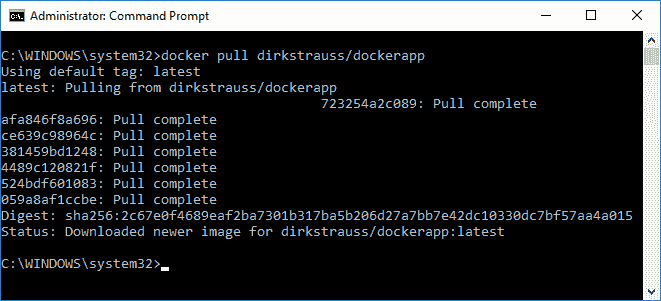 Administrator: Command Prompt
C:\WINDOWS\system32>docker pull dirkstrauss/dockerapp
Using default tag: latest
latest: Pulling from dirkstrauss/dockerapp
723254a2c089: Pull complete
afa846f8a696: Pull complete
ce639c98964c: Pull complete
381459bd1248: Pull complete
4489c120821f: Pull complete
524bdf601083: Pull complete
059a8af1ccbe: Pull complete
Digest: sha256:2c67e0f4689eaf2ba7301b317ba5b206d27a7bb7e42dc10330dc7bf57aa4a015
Status: Downloaded newer image for dirkstrauss/dockerapp:latest
C:\WINDOWS\system32>